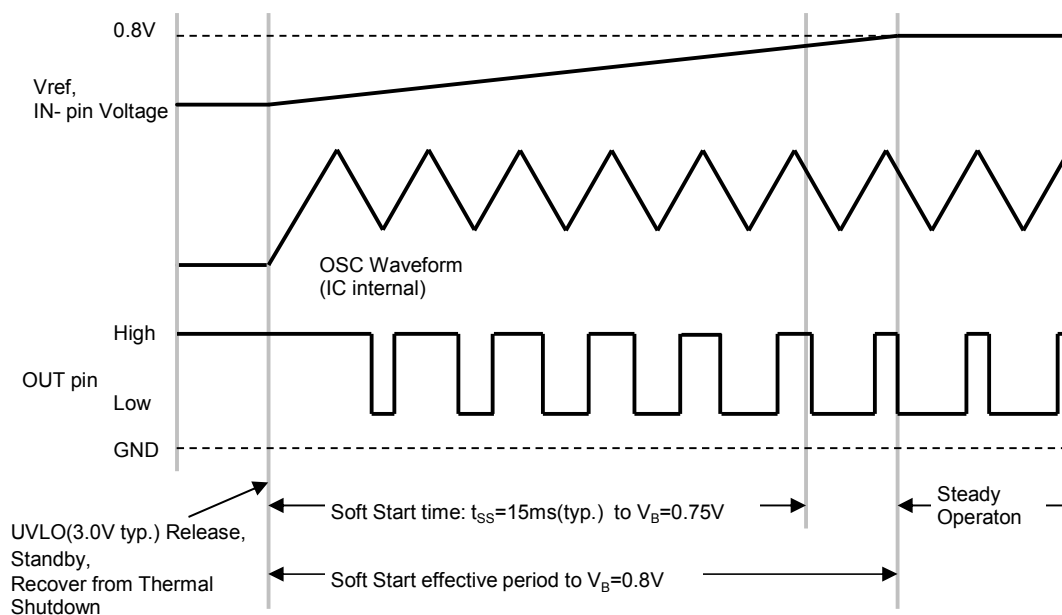 0.8V
Vref,
IN- pin Voltage
OSC Waveform
(IC internal)
High
OUT pin
Low
GND
Soft Start time: tSS=15ms(typ.) to VB=0.75V
Steady
Operaton
UVLO(3.0V typ.) Release,
Standby,
Recover from Thermal
Shutdown
Soft Start effective period to VB=0.8V